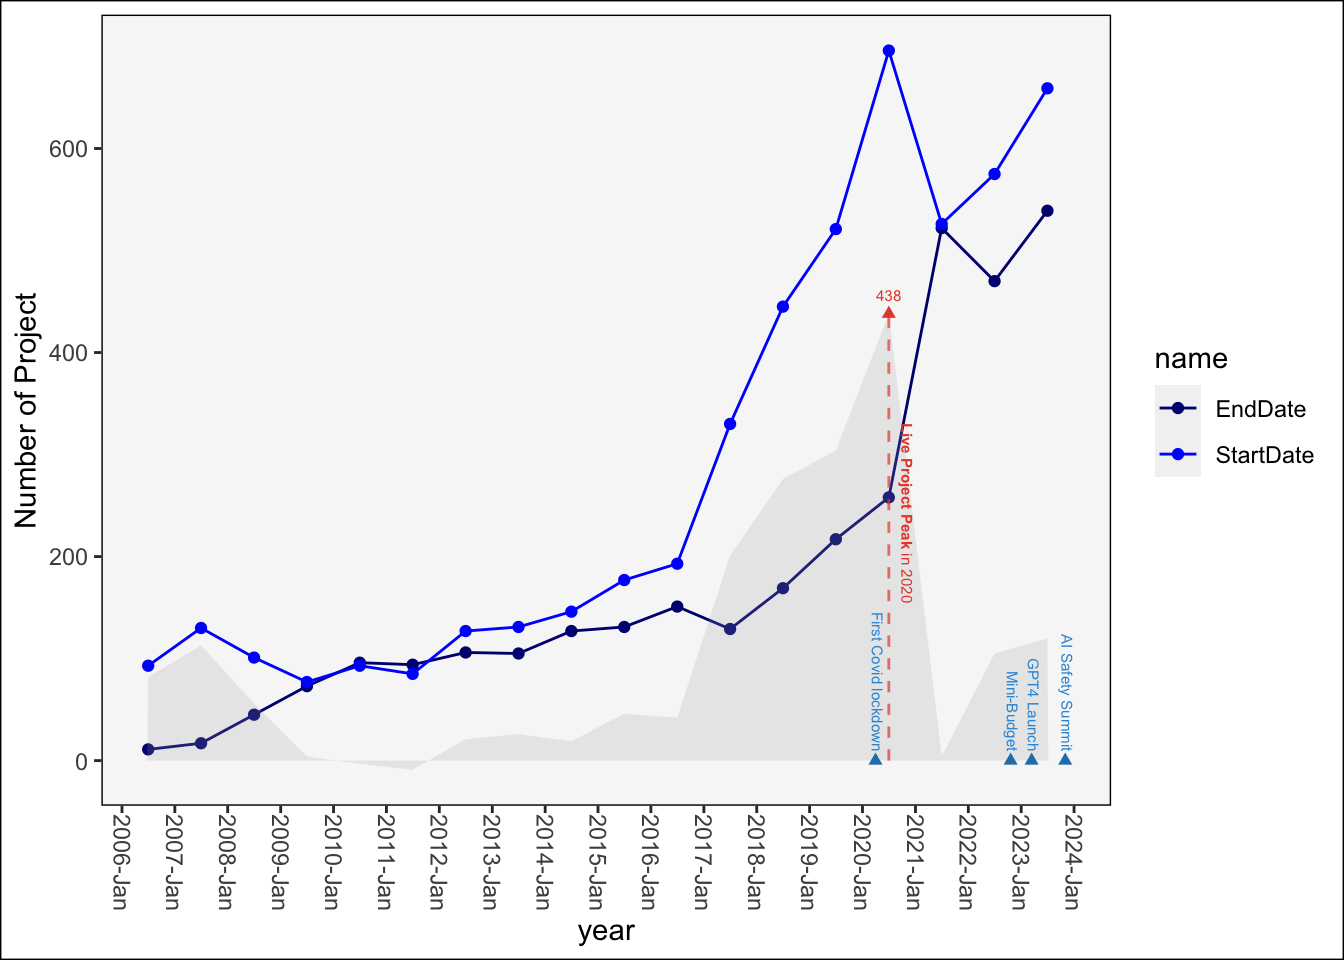 600
400
200
0
Number of Project
438
Live Project Peak in 2020
First Covid lockdown
Mini-Budget
GPT4 Launch
AI Safety Summit
2006-Jan
2007-Jan
2008-Jan
2009-Jan
2010-Jan
2011-Jan
2012-Jan
2013-Jan
2014-Jan
2015-Jan
2016-Jan
2017-Jan
2018-Jan
2019-Jan
2020-Jan
2021-Jan
2022-Jan
2023-Jan
2024-Jan
year
name
EndDate
StartDate